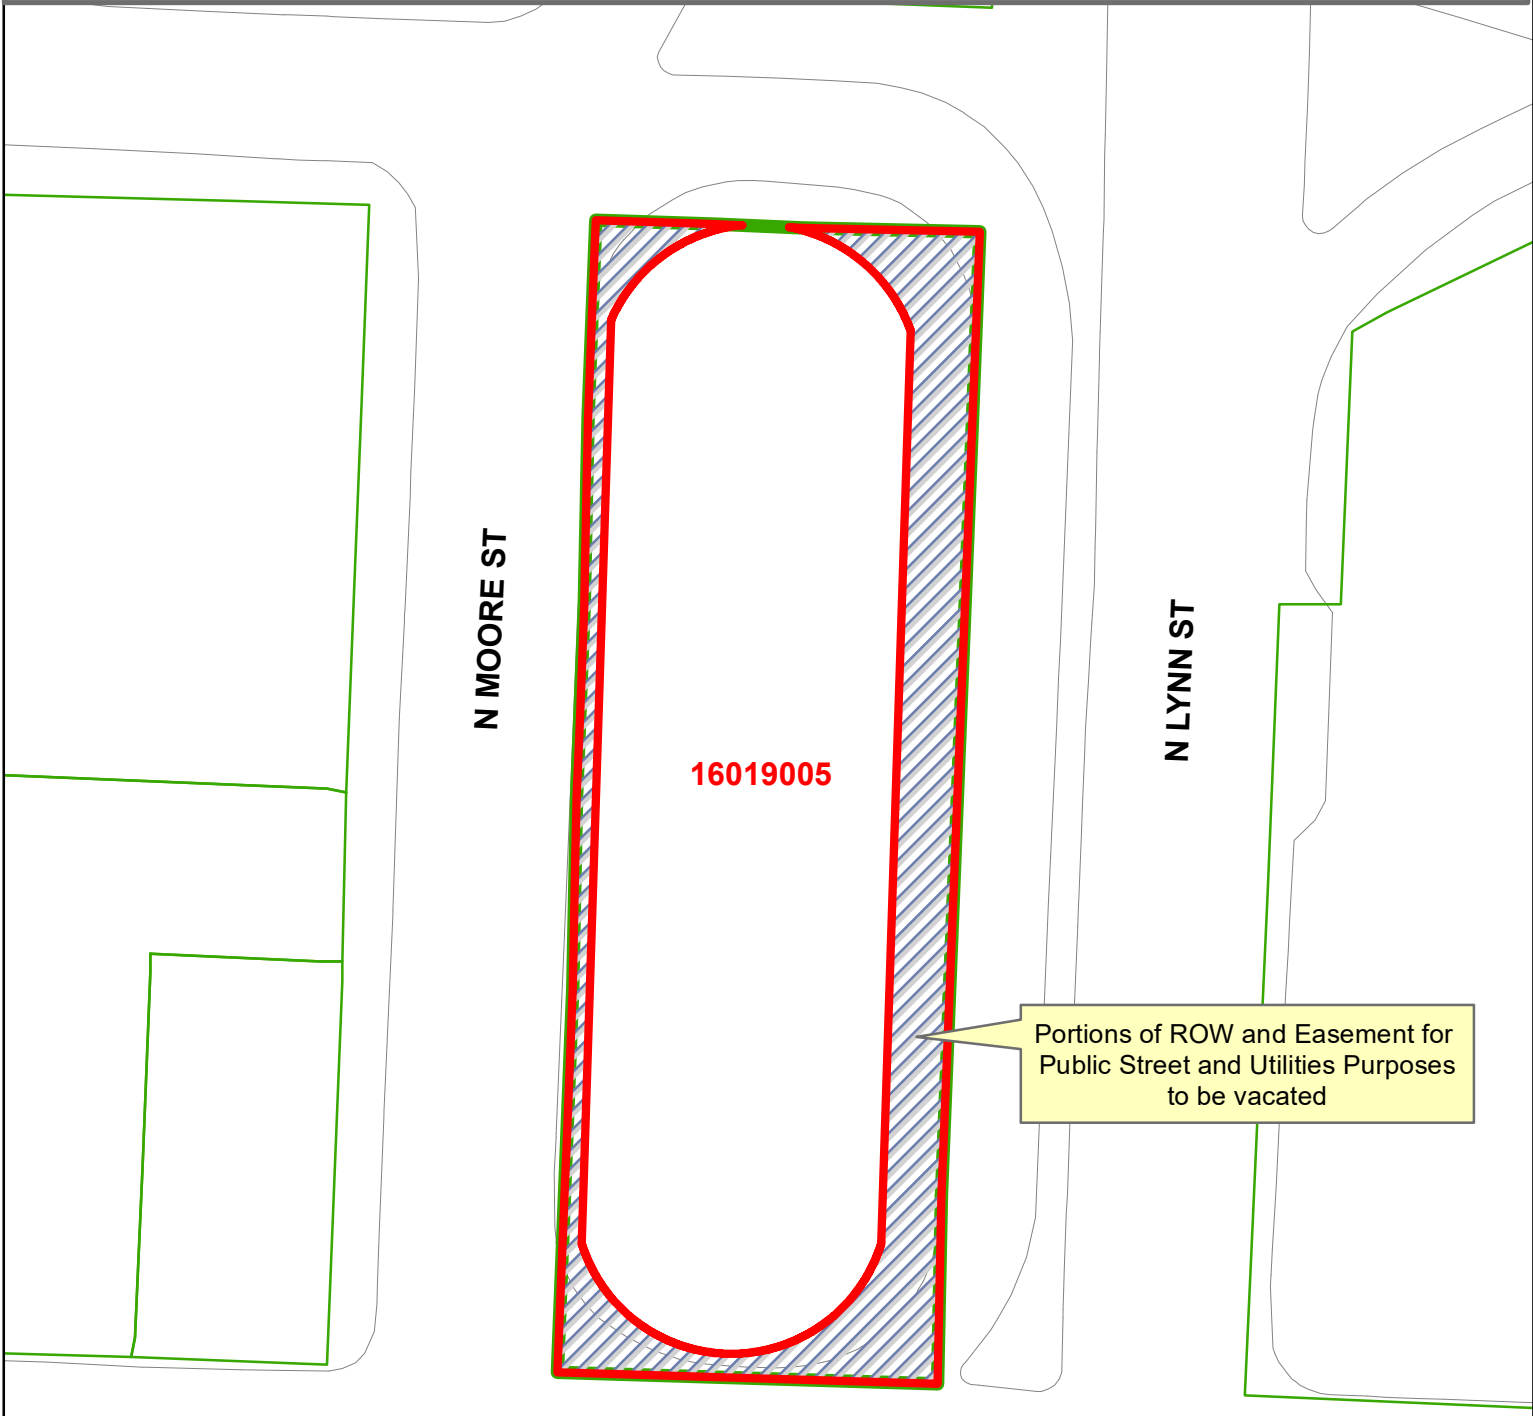 N MOORE ST
N LYNN ST
16019005
Portions of ROW and Easement for
Public Street and Utilities Purposes
to be vacated